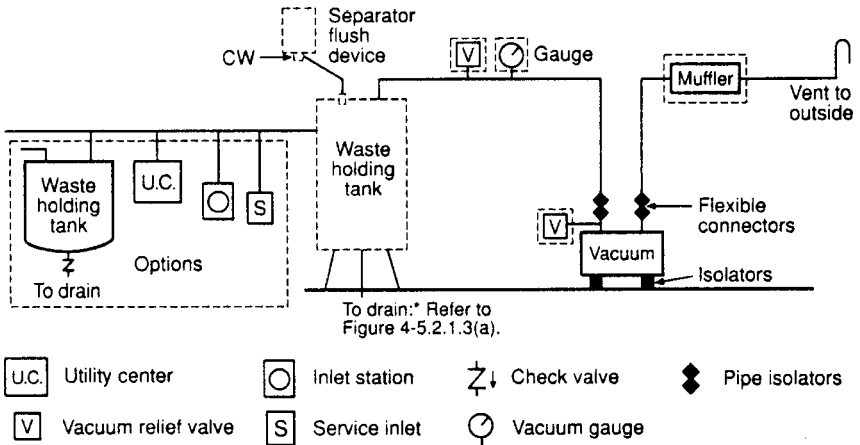 Separator
flush
device
CW
V
Gauge
Muffler
Vent to
outside
Waste
holding
tank
U.C.
S
Waste
holding
tank
Options
To drain
V
Vacuum
Flexible
connectors
Isolators
To drain:* Refer to
Figure 4-5.2.1.3(a).
U.C. Utility center
Inlet station
Check valve
Pipe isolators
V Vacuum relief valve
S Service inlet
Vacuum gauge